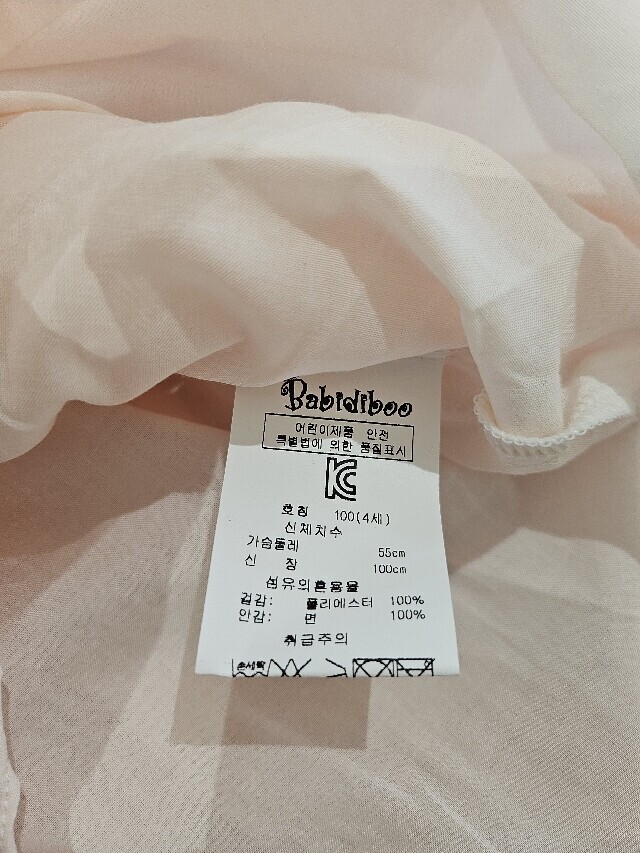 Babidiboo
어린이제품 안전
특별법에 의한 품질표시
KC
호칭 100(4세)
신체치수
가슴둘레 55cm
신 장 100cm
섬유의혼용율
겉감: 폴리에스터 100%
안감: 면 100%
취급주의
손세탁